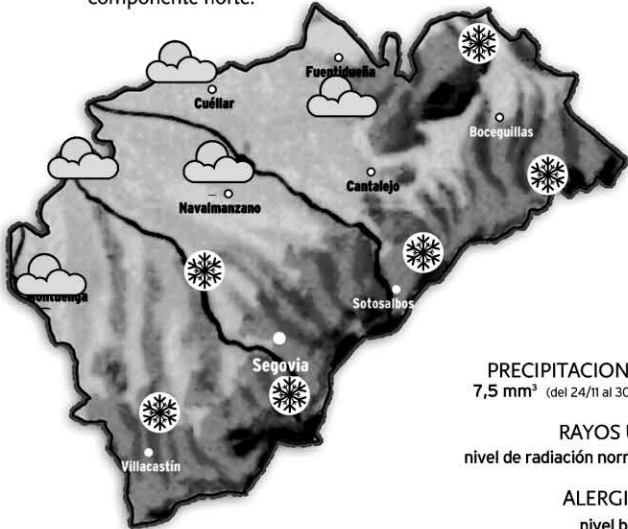 componente norte.
Fuentidueña
Cuéllar
Boceguillas
Cantalejo
Navalmanzano
Sotosalbos
Segovia
Villacastín
PRECIPITACION
7,5 mm³ (del 24/11 al 30
RAYOS U
nivel de radiación norn
ALERGI
nivel b